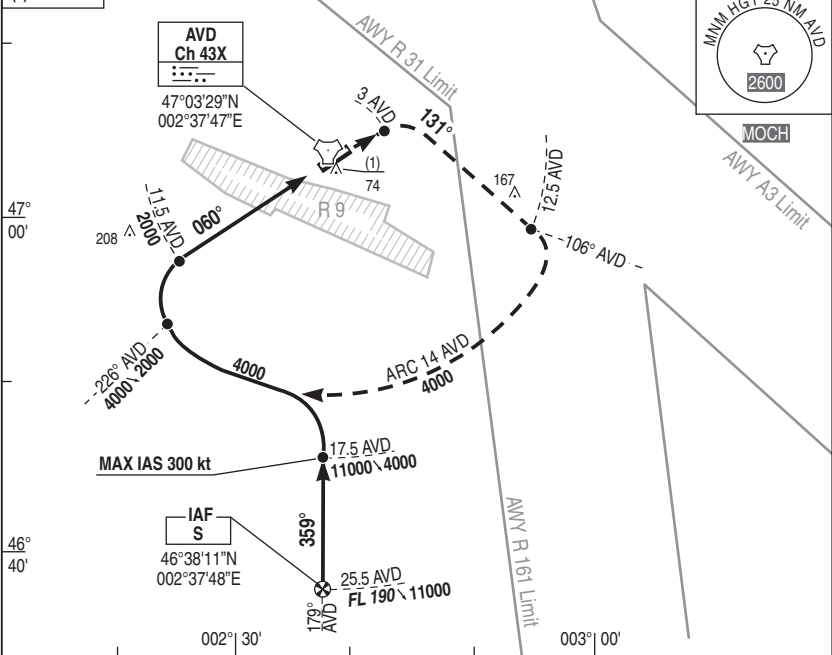 AVD
Ch 43X
47°03'29"N
002°37'47"E
AWY R 31 Limit
MNM HGT 25 NM AVD
2600
MOCH
AWY A3 Limit
3 AVD
131°
(1)
74
167
12.5 AVD
106° AVD
R 9
47°
00'
208
11.5 AVD
2000
060°
226° AVD
4000↘2000
4000
ARC 14 AVD
4000
MAX IAS 300 kt
17.5 AVD
11000↘4000
IAF
S
46°38'11"N
002°37'48"E
359°
46°
40'
25.5 AVD
FL 190↘11000
179°
AVD
AWY R 161 Limit
002°30'
003°00'